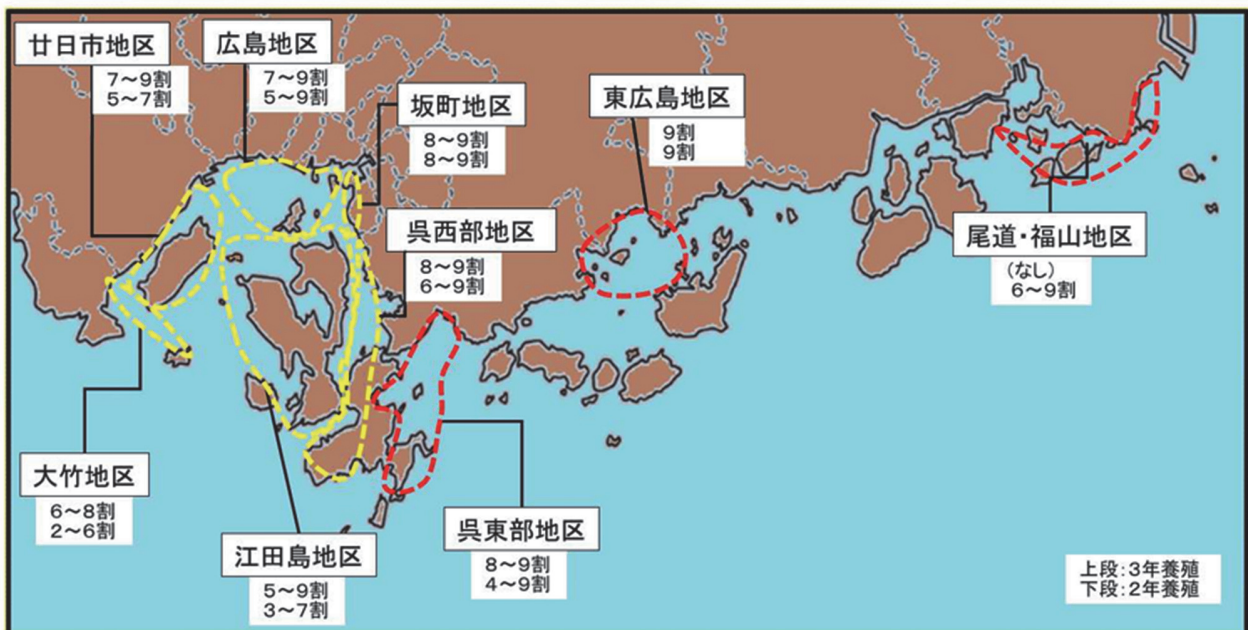 廿日市地区
7～9割
5～7割
広島地区
7～9割
5～9割
坂町地区
8～9割
8～9割
東広島地区
9割
9割
呉西部地区
8～9割
6～9割
尾道・福山地区
(なし)
6～9割
大竹地区
6～8割
2～6割
江田島地区
5～9割
3～7割
呉東部地区
8～9割
4～9割
上段:3年養殖
下段:2年養殖